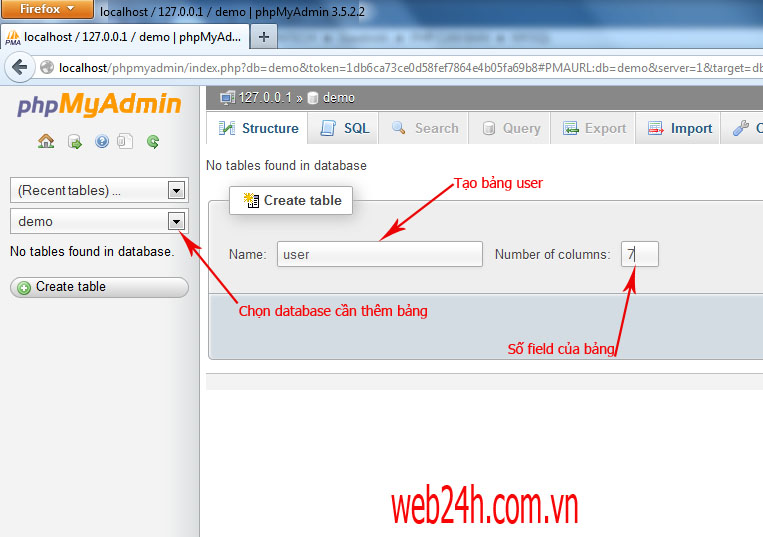 Firefox
localhost / 127.0.0.1 / demo | phpMyAdmin 3.5.2.2
PMA localhost / 127.0.0.1 / demo | phpMyAd...
localhost/phpmyadmin/index.php?db=demo&token=1db6ca73ce0d58fef7864e4b05fa69b8#PMAURL:db=demo&server=1&target=db
phpMyAdmin
127.0.0.1 » demo
Structure SQL Search Query Export Import
No tables found in database
(Recent tables) ...
demo
No tables found in database.
Create table
Create table
Tạo bảng user
Name: user Number of columns: 7
Chọn database cần thêm bảng
Số field của bảng
web24h.com.vn